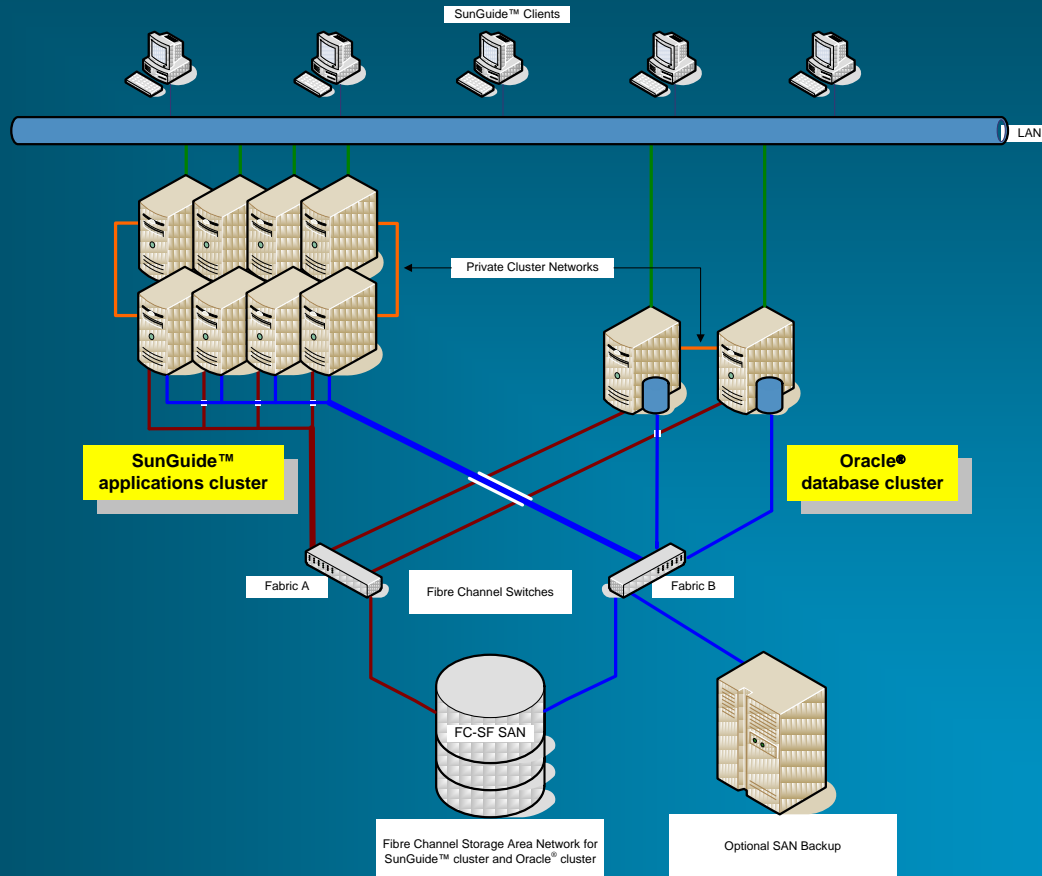 SunGuide™ Clients
LAN
Private Cluster Networks
SunGuide™
applications cluster
Oracle®
database cluster
Fabric A
Fibre Channel Switches
Fabric B
FC-SF SAN
Fibre Channel Storage Area Network for
SunGuide™ cluster and Oracle® cluster
Optional SAN Backup